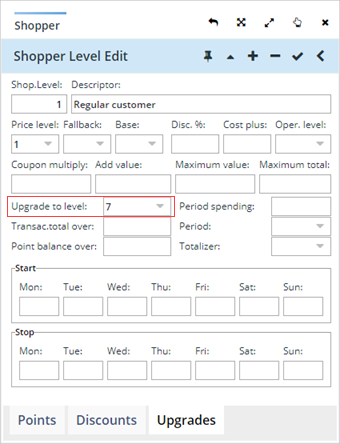 Shopper
Shopper Level Edit
Shop.Level: Descriptor:
1 Regular customer
Price level: Fallback: Base: Disc. %: Cost plus: Oper. level:
1
Coupon multiply: Add value: Maximum value: Maximum total:
Upgrade to level: 7 Period spending:
Transac.total over: Period:
Point balance over: Totalizer:
Start
Mon: Tue: Wed: Thu: Fri: Sat: Sun:
Stop
Mon: Tue: Wed: Thu: Fri: Sat: Sun:
Points Discounts Upgrades